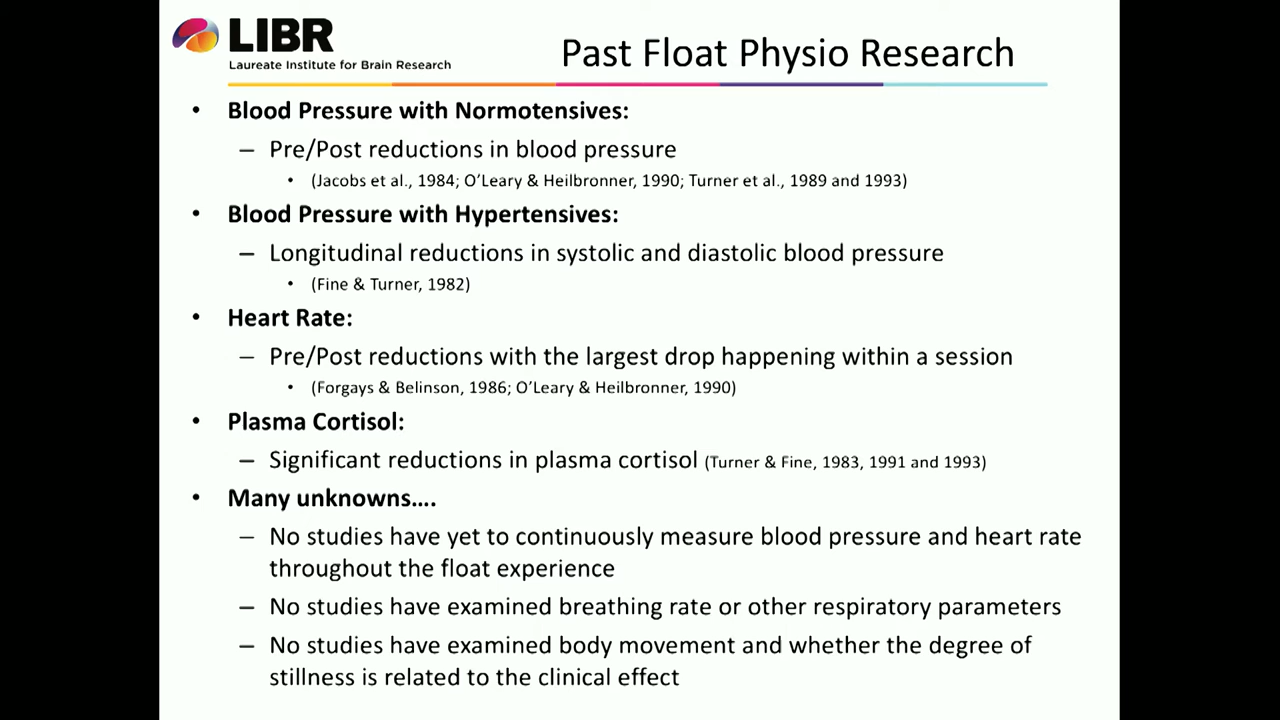 LIBR
Laureate Institute for Brain Research
Past Float Physio Research
• Blood Pressure with Normotensives:
– Pre/Post reductions in blood pressure
• (Jacobs et al., 1984; O’Leary & Heilbronner, 1990; Turner et al., 1989 and 1993)
• Blood Pressure with Hypertensives:
– Longitudinal reductions in systolic and diastolic blood pressure
• (Fine & Turner, 1982)
• Heart Rate:
– Pre/Post reductions with the largest drop happening within a session
• (Forgays & Belinson, 1986; O’Leary & Heilbronner, 1990)
• Plasma Cortisol:
– Significant reductions in plasma cortisol (Turner & Fine, 1983, 1991 and 1993)
• Many unknowns….
– No studies have yet to continuously measure blood pressure and heart rate
throughout the float experience
– No studies have examined breathing rate or other respiratory parameters
– No studies have examined body movement and whether the degree of
stillness is related to the clinical effect